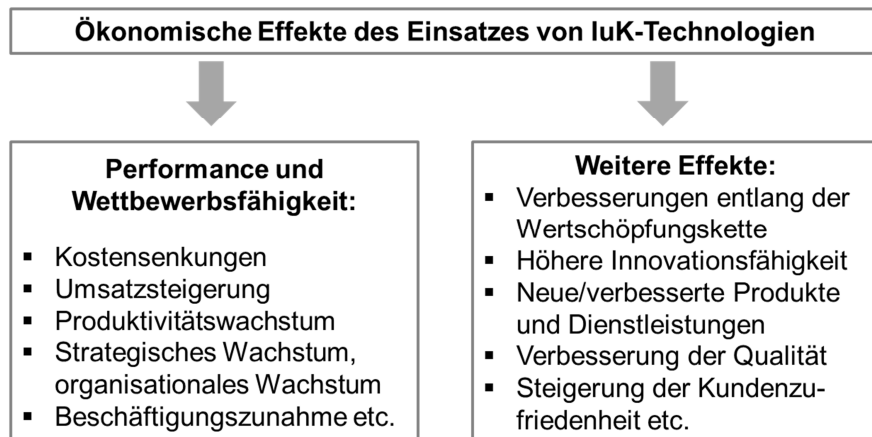 Ökonomische Effekte des Einsatzes von IuK-Technologien
Performance und
Wettbewerbsfähigkeit:
▪ Kostensenkungen
▪ Umsatzsteigerung
▪ Produktivitätswachstum
▪ Strategisches Wachstum,
organisationales Wachstum
▪ Beschäftigungszunahme etc.
Weitere Effekte:
▪ Verbesserungen entlang der
Wertschöpfungskette
▪ Höhere Innovationsfähigkeit
▪ Neue/verbesserte Produkte
und Dienstleistungen
▪ Verbesserung der Qualität
▪ Steigerung der Kundenzu-
friedenheit etc.